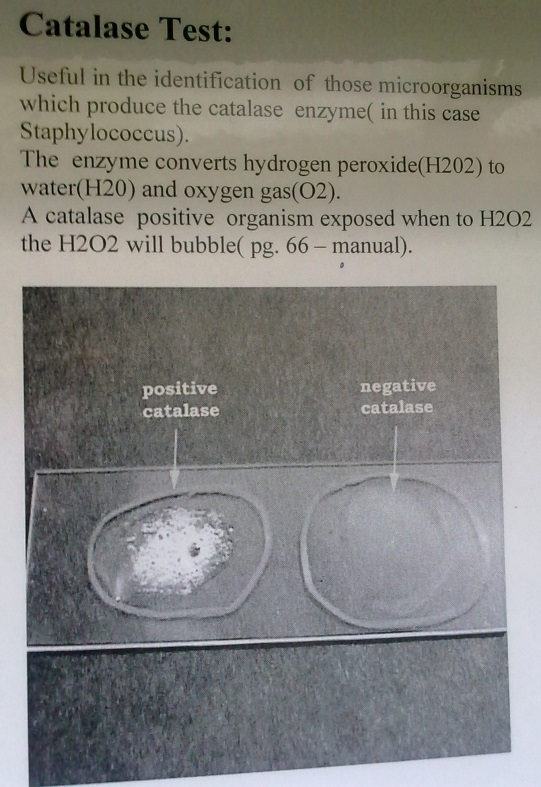 Catalase Test:
Useful in the identification of those microorganisms
which produce the catalase enzyme( in this case
Staphylococcus).
The enzyme converts hydrogen peroxide(H202) to
water(H20) and oxygen gas(O2).
A catalase positive organism exposed when to H2O2
the H2O2 will bubble( pg. 66 – manual).
positive
catalase
negative
catalase